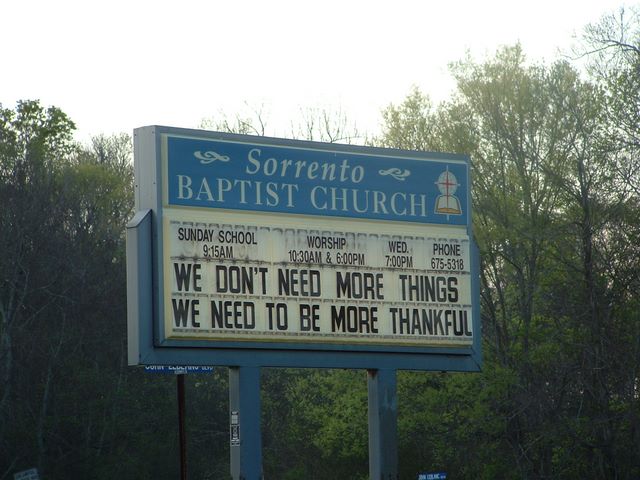 Sorrento
BAPTIST CHURCH
SUNDAY SCHOOL WORSHIP WED. PHONE
9:15AM 10:30AM & 6:00PM 7:00PM 675-5318
WE DON'T NEED MORE THINGS
WE NEED TO BE MORE THANKFUL